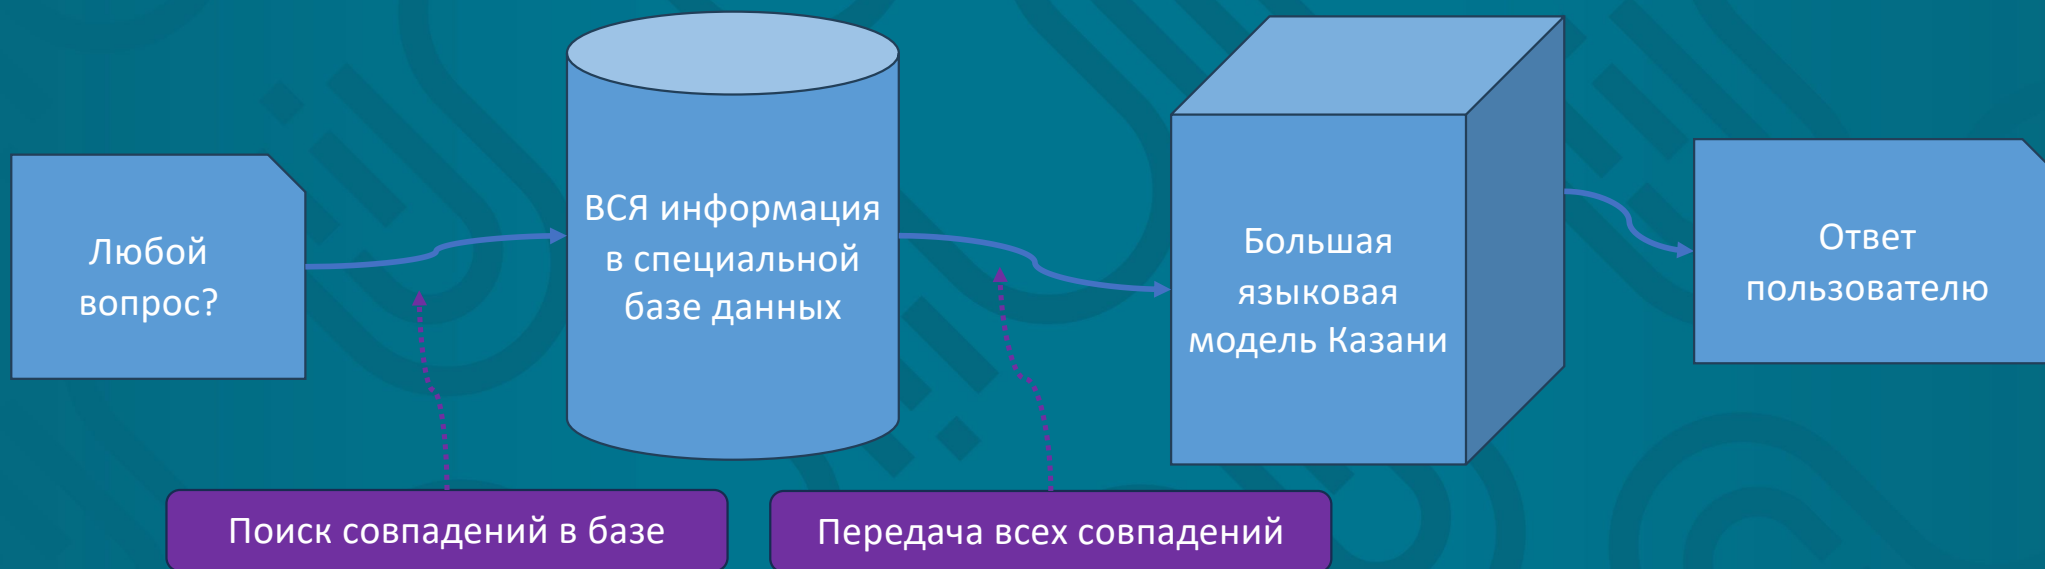 Любой
вопрос?
ВСЯ информация
в специальной
базе данных
Большая
языковая
модель Казани
Ответ
пользователю
Поиск совпадений в базе
Передача всех совпадений